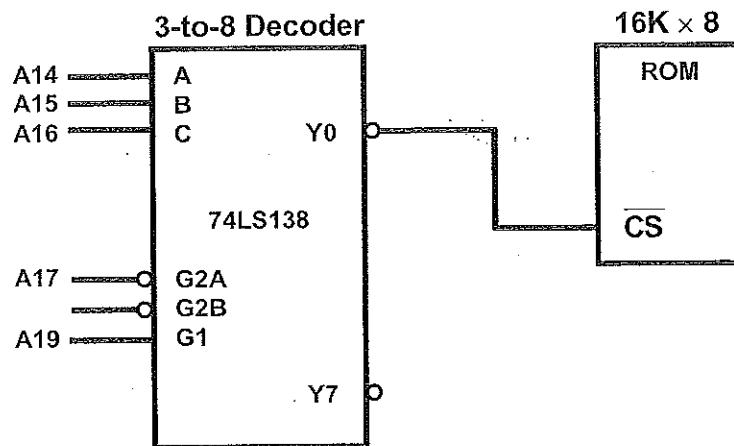 3-to-8 Decoder
16K × 8
A14
A
ROM
A15
B
A16
C
Y0
74LS138
CS
A17
G2A
G2B
A19
G1
Y7